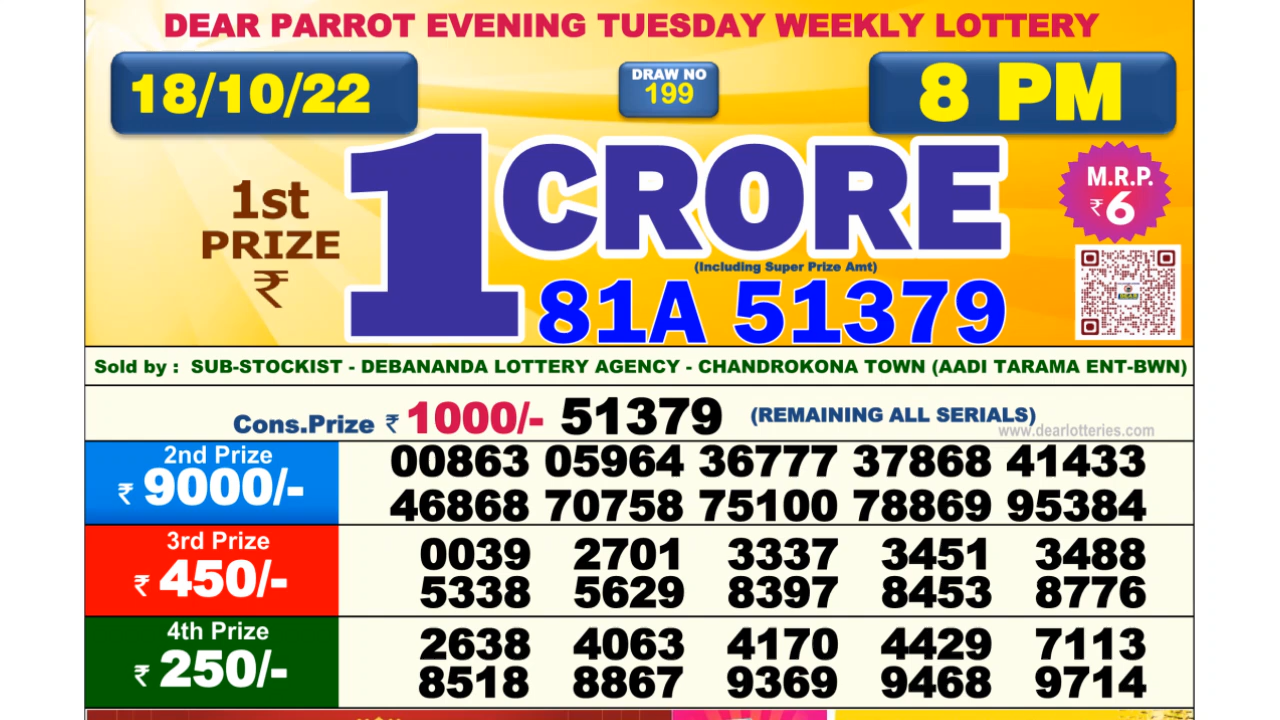 DEAR PARROT EVENING TUESDAY WEEKLY LOTTERY
18/10/22
DRAW NO
199
8 PM
1st
PRIZE
₹
1 CRORE
(Including Super Prize Amt)
81A 51379
M.R.P.
₹6
Sold by : SUB-STOCKIST - DEBANANDA LOTTERY AGENCY - CHANDROKONA TOWN (AADI TARAMA ENT-BWN)
Cons.Prize ₹ 1000/- 51379 (REMAINING ALL SERIALS)
www.dearlotteries.com
2nd Prize
₹ 9000/-
00863 05964 36777 37868 41433
46868 70758 75100 78869 95384
3rd Prize
₹ 450/-
0039 2701 3337 3451 3488
5338 5629 8397 8453 8776
4th Prize
₹ 250/-
2638 4063 4170 4429 7113
8518 8867 9369 9468 9714